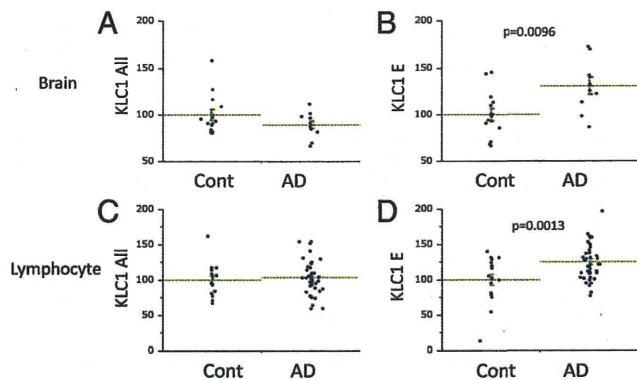 A
B
200
150
100
50
KLC1 All
Brain
Cont
AD
p=0.0096
200
150
100
50
KLC1 E
Cont
AD
C
D
200
150
100
50
0
KLC1 All
Lymphocyte
Cont
AD
p=0.0013
200
150
100
50
0
KLC1 E
Cont
AD